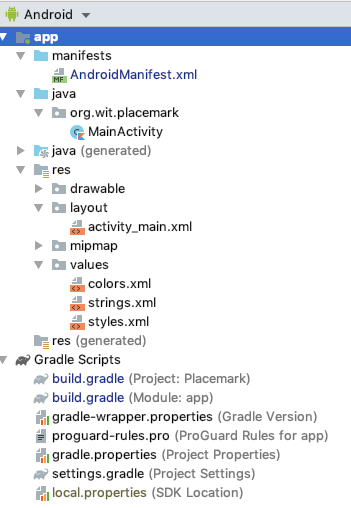 Android
app
manifests
MF AndroidManifest.xml
java
org.wit.placemark
C MainActivity
java (generated)
res
drawable
layout
activity_main.xml
mipmap
values
colors.xml
strings.xml
styles.xml
res (generated)
Gradle Scripts
build.gradle (Project: Placemark)
build.gradle (Module: app)
gradle-wrapper.properties (Gradle Version)
proguard-rules.pro (ProGuard Rules for app)
gradle.properties (Project Properties)
settings.gradle (Project Settings)
local.properties (SDK Location)